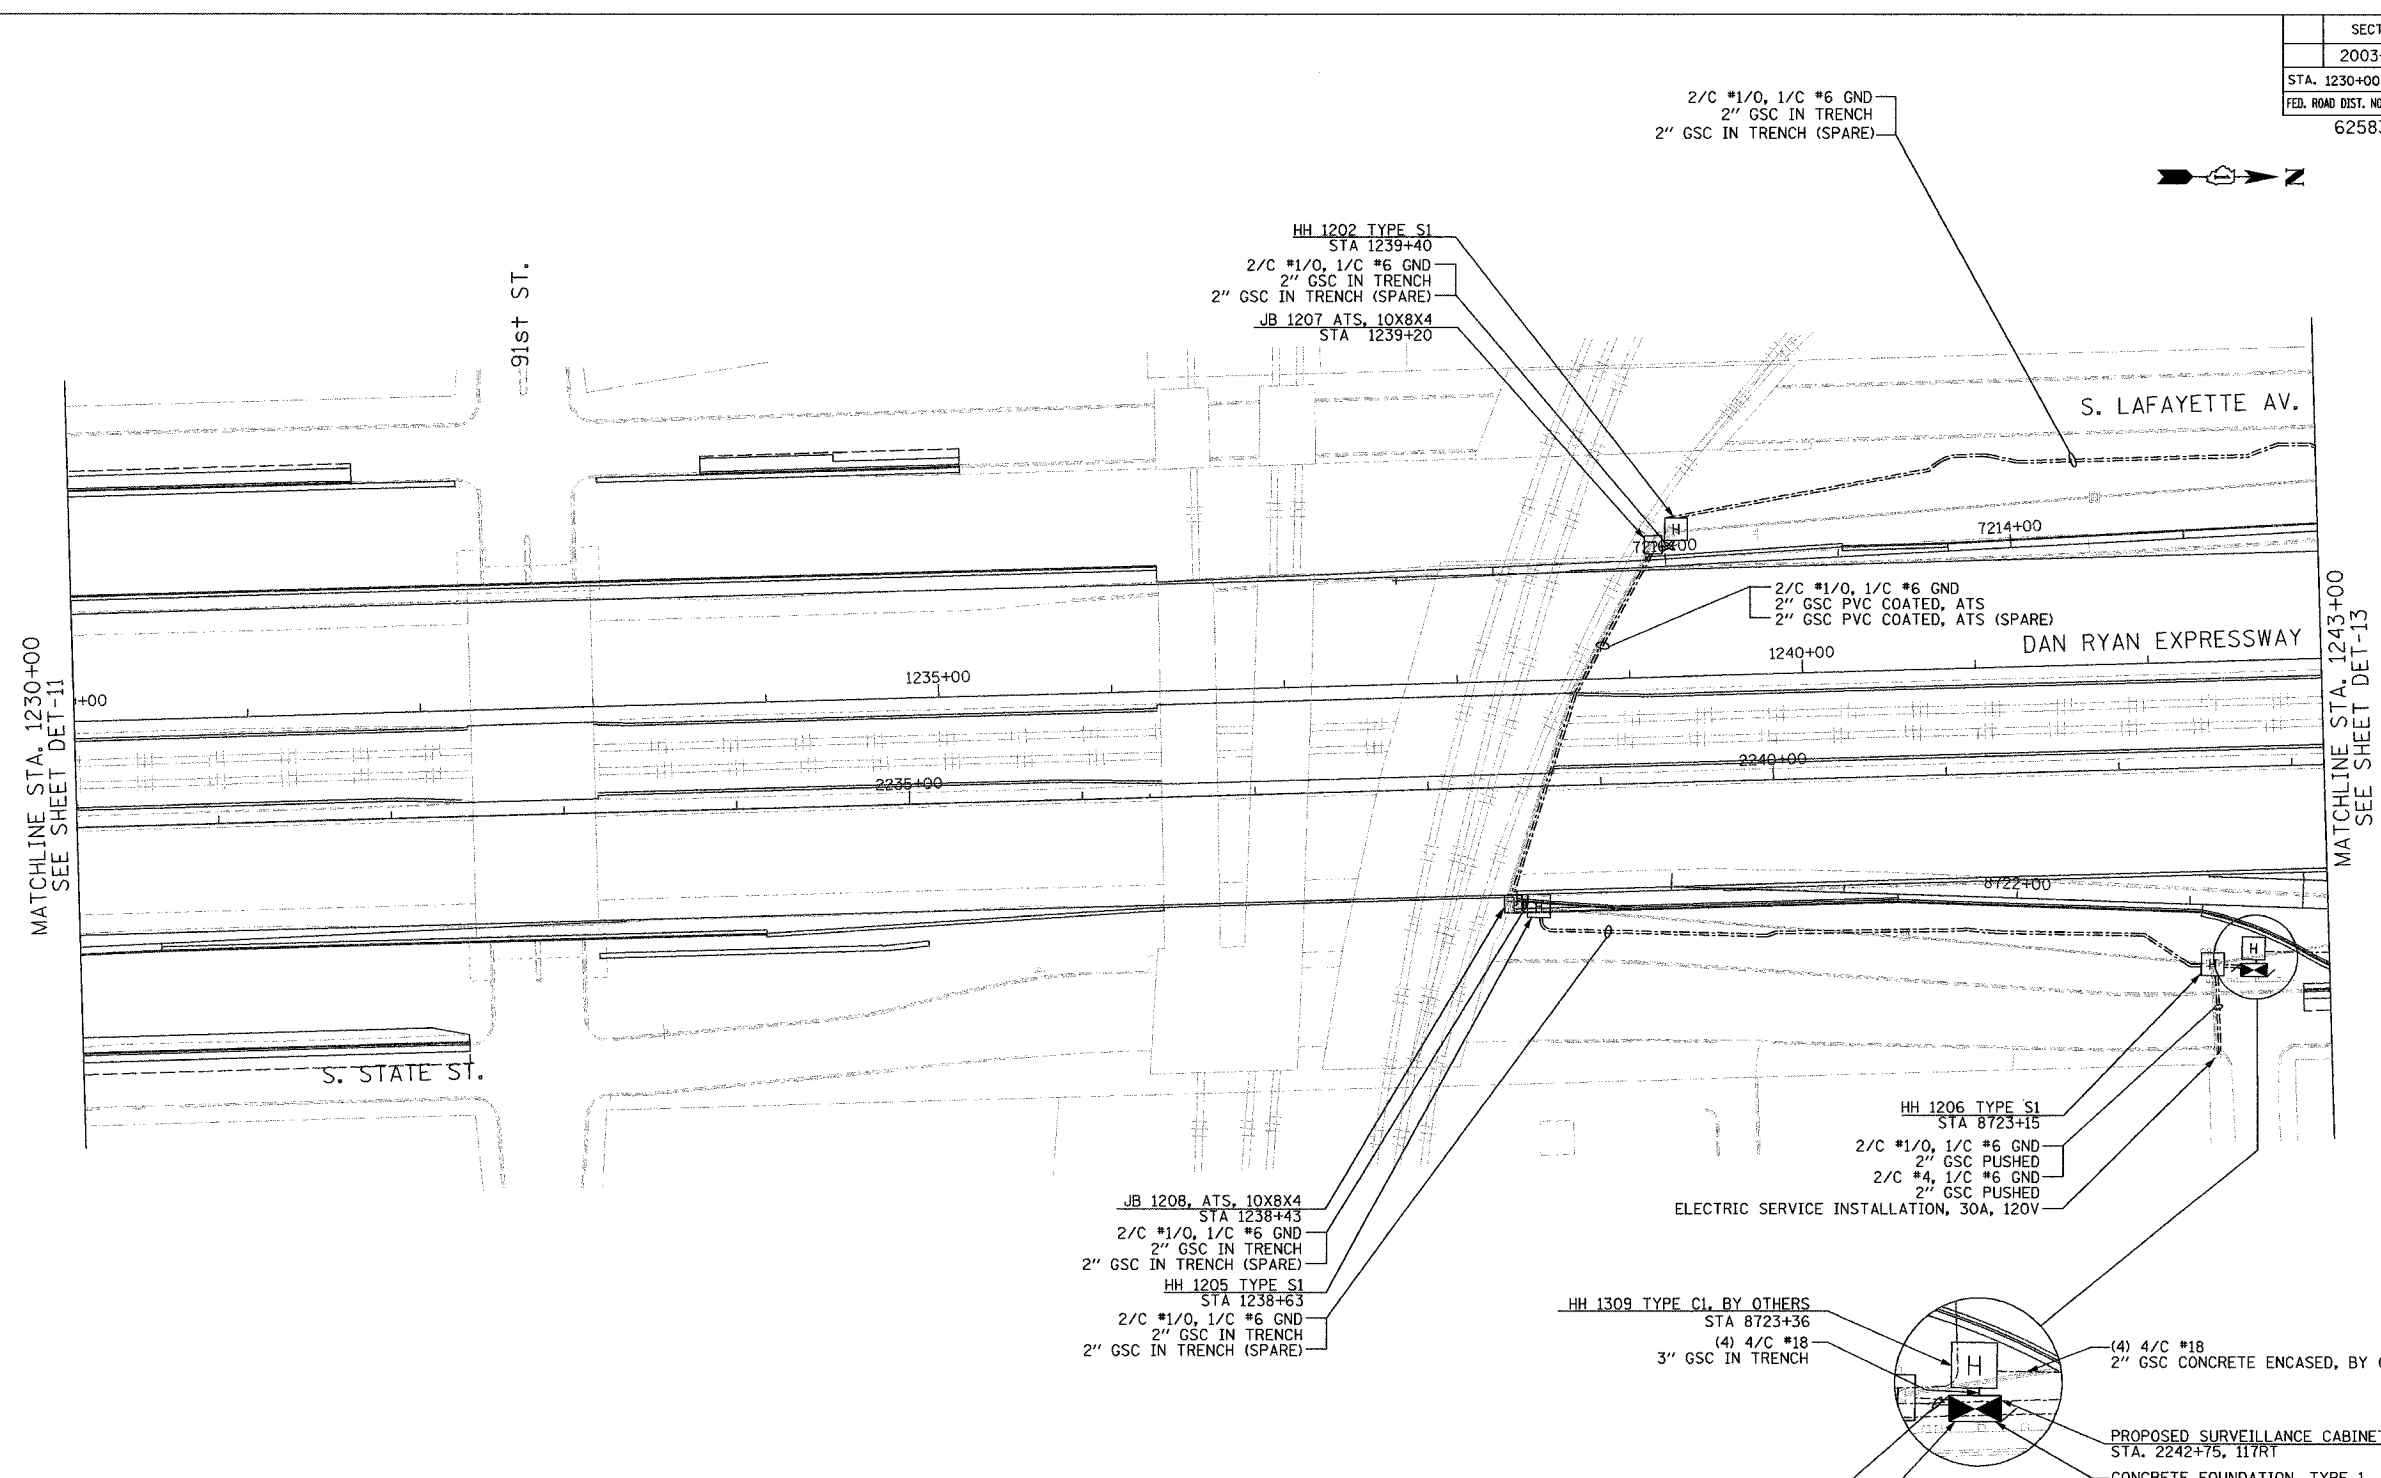 SECT
2003-
STA. 1230+00
FED. ROAD DIST. NO
6258
N
2/C #1/0, 1/C #6 GND
2" GSC IN TRENCH
2" GSC IN TRENCH (SPARE)
HH 1202 TYPE S1
STA 1239+40
2/C #1/0, 1/C #6 GND
2" GSC IN TRENCH
2" GSC IN TRENCH (SPARE)
JB 1207 ATS, 10X8X4
STA 1239+20
91st ST.
S. LAFAYETTE AV.
H
7214+00
2/C #1/0, 1/C #6 GND
2" GSC PVC COATED, ATS
2" GSC PVC COATED, ATS (SPARE)
DAN RYAN EXPRESSWAY
1240+00
1235+00
+00
MATCHLINE STA. 1230+00
SEE SHEET DET-11
MATCHLINE STA. 1243+00
SEE SHEET DET-13
2240+00
2235+00
8722+00
H
H
H
S. STATE ST.
HH 1206 TYPE S1
STA 8723+15
2/C #1/0, 1/C #6 GND
2" GSC PUSHED
2/C #4, 1/C #6 GND
2" GSC PUSHED
ELECTRIC SERVICE INSTALLATION, 30A, 120V
JB 1208, ATS, 10X8X4
STA 1238+43
2/C #1/0, 1/C #6 GND
2" GSC IN TRENCH
2" GSC IN TRENCH (SPARE)
HH 1205 TYPE S1
STA 1238+63
2/C #1/0, 1/C #6 GND
2" GSC IN TRENCH
2" GSC IN TRENCH (SPARE)
HH 1309 TYPE C1, BY OTHERS
STA 8723+36
(4) 4/C #18
3" GSC IN TRENCH
H
(4) 4/C #18
2" GSC CONCRETE ENCASED, BY
PROPOSED SURVEILLANCE CABINET
STA. 2242+75, 117RT
CONCRETE FOUNDATION, TYPE 1